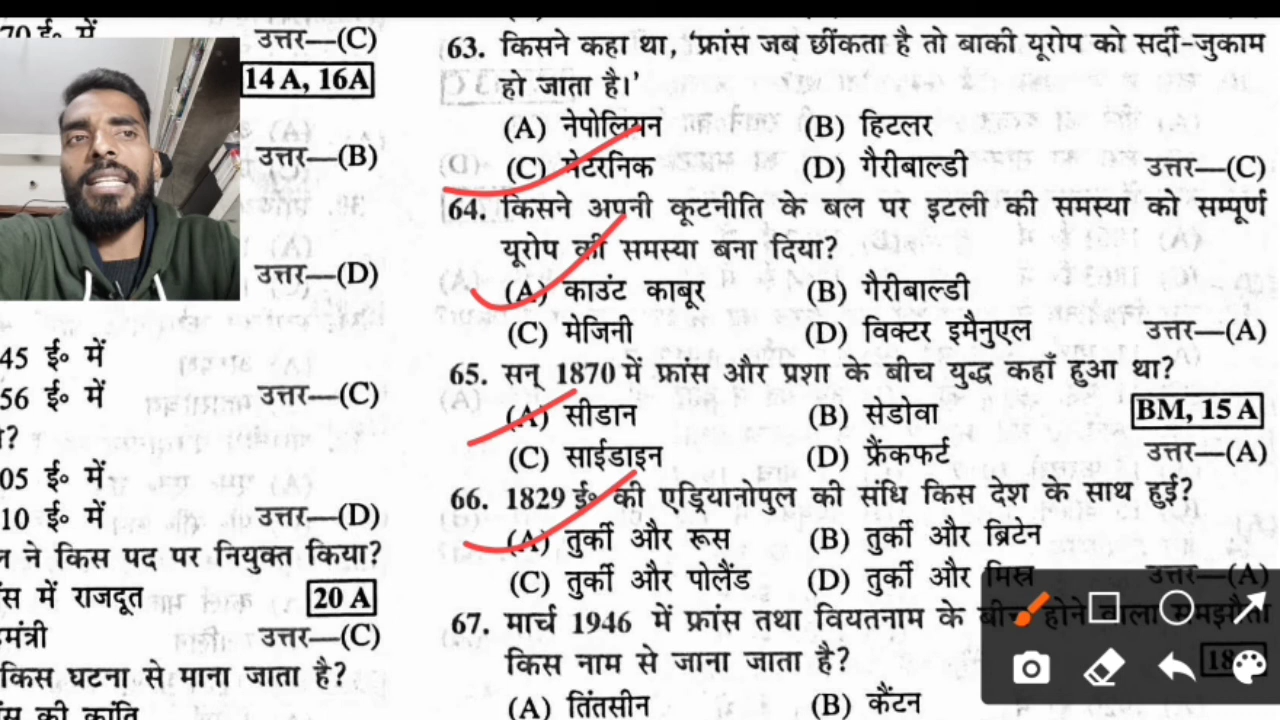 70 ई० में
उत्तर—(C)
14 A, 16A
उत्तर—(B)
उत्तर—(D)
45 ई० में
56 ई० में उत्तर—(C)
?
05 ई० में
10 ई० में उत्तर—(D)
ने किस पद पर नियुक्त किया?
में राजदूत 20 A
उत्तर—(C)
किस घटना से माना जाता है?
की क्रांति
63. किसने कहा था, ‘फ्रांस जब छींकता है तो बाकी यूरोप को सर्दी-जुकाम
हो जाता है।’
(A) नेपोलियन (B) हिटलर
(C) मेटरनिक (D) गैरीबाल्डी उत्तर—(C)
64. किसने अपनी कूटनीति के बल पर इटली की समस्या को सम्पूर्ण
यूरोप की समस्या बना दिया?
(A) काउंट काबूर (B) गैरीबाल्डी
(C) मेजिनी (D) विक्टर इमैनुएल उत्तर—(A)
65. सन् 1870 में फ्रांस और प्रशा के बीच युद्ध कहाँ हुआ था?
(A) सीडान (B) सेडोवा BM, 15 A
(C) साईडाइन (D) फ्रैंकफर्ट उत्तर—(A)
66. 1829 ई० की एड्रियानोपुल की संधि किस देश के साथ हुई?
(A) तुर्की और रूस (B) तुर्की और ब्रिटेन
(C) तुर्की और पोलैंड (D) तुर्की और मिस्र उत्तर—(A)
67. मार्च 1946 में फ्रांस तथा वियतनाम के बीच होने वाला समझौता
किस नाम से जाना जाता है? 18
(A) तिंतसीन (B) कैंटन